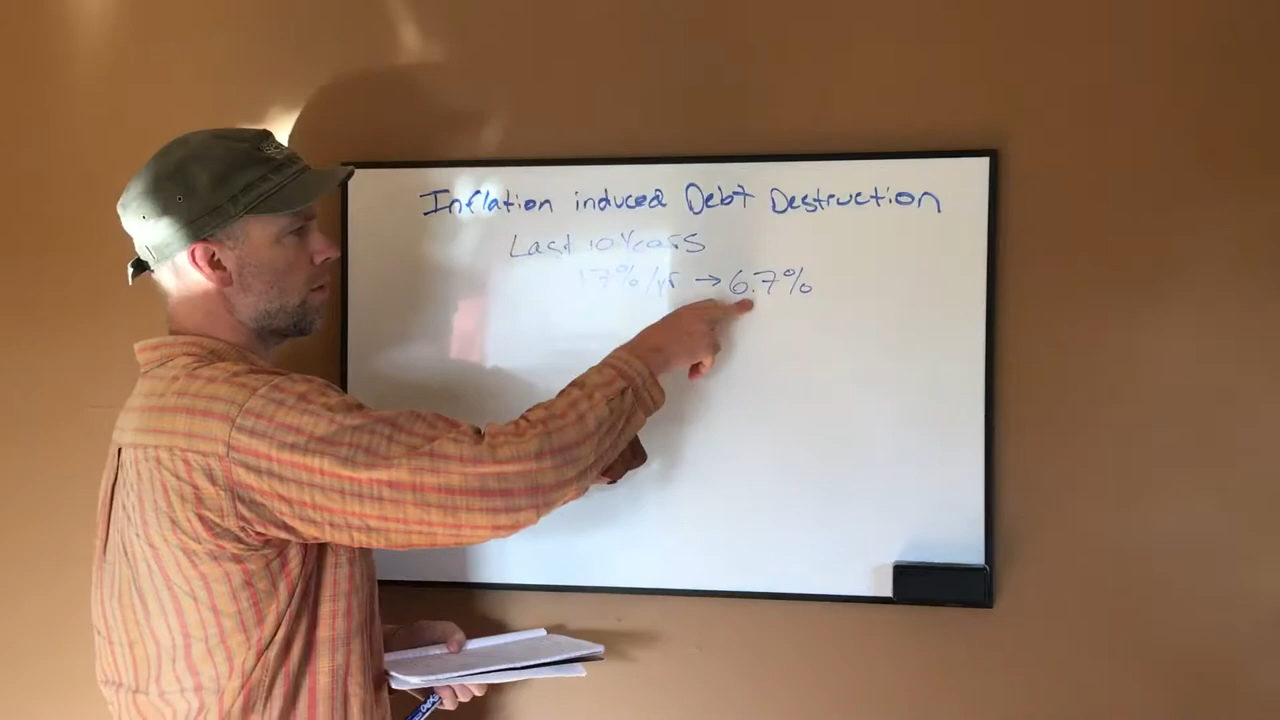 Inflation induced Debt Destruction
Last 10 Years
17%/yr → 6.7%